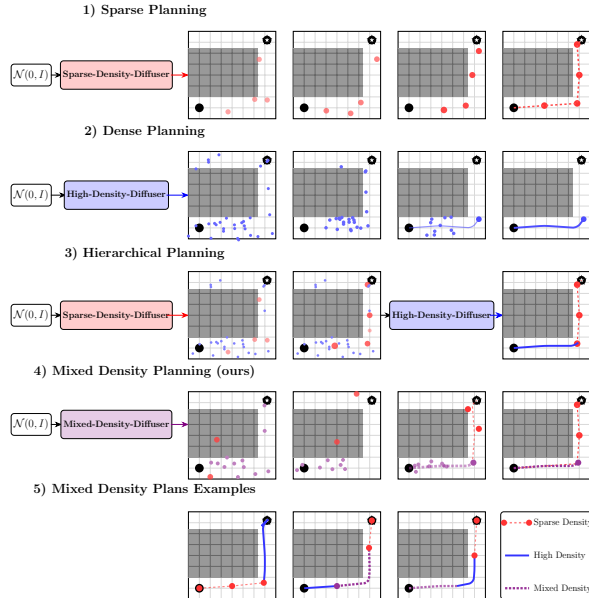 1) Sparse Planning
𝒩(0, I)
Sparse-Density-Diffuser
2) Dense Planning
𝒩(0, I)
High-Density-Diffuser
3) Hierarchical Planning
𝒩(0, I)
Sparse-Density-Diffuser
High-Density-Diffuser
4) Mixed Density Planning (ours)
𝒩(0, I)
Mixed-Density-Diffuser
5) Mixed Density Plans Examples
Sparse Density
High Density
Mixed Density